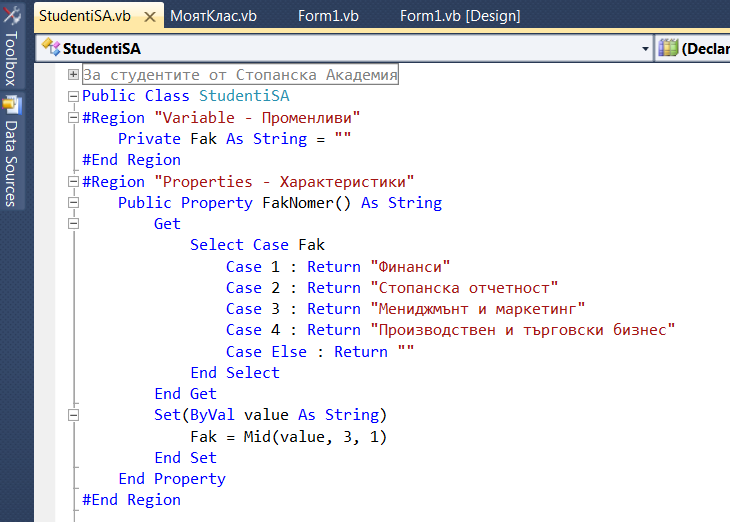 StudentiSA.vb МоятКлас.vb Form1.vb Form1.vb [Design]
Toolbox
Data Sources
StudentiSA (Declar
За студентите от Стопанска Академия
Public Class StudentiSA
#Region "Variable - Променливи"
Private Fak As String = ""
#End Region
#Region "Properties - Характеристики"
Public Property FakNomer() As String
Get
Select Case Fak
Case 1 : Return "Финанси"
Case 2 : Return "Стопанска отчетност"
Case 3 : Return "Мениджмънт и маркетинг"
Case 4 : Return "Производствен и търговски бизнес"
Case Else : Return ""
End Select
End Get
Set(ByVal value As String)
Fak = Mid(value, 3, 1)
End Set
End Property
#End Region